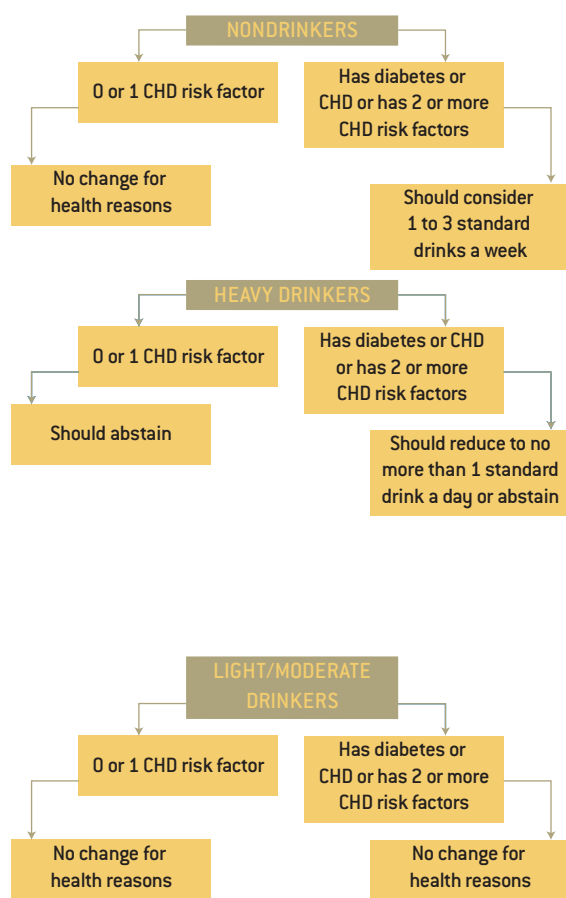 NONDRINKERS
0 or 1 CHD risk factor
Has diabetes or
CHD or has 2 or more
CHD risk factors
No change for
health reasons
Should consider
1 to 3 standard
drinks a week
HEAVY DRINKERS
0 or 1 CHD risk factor
Has diabetes or CHD
or has 2 or more
CHD risk factors
Should abstain
Should reduce to no
more than 1 standard
drink a day or abstain
LIGHT/MODERATE
DRINKERS
0 or 1 CHD risk factor
Has diabetes or
CHD or has 2 or more
CHD risk factors
No change for
health reasons
No change for
health reasons